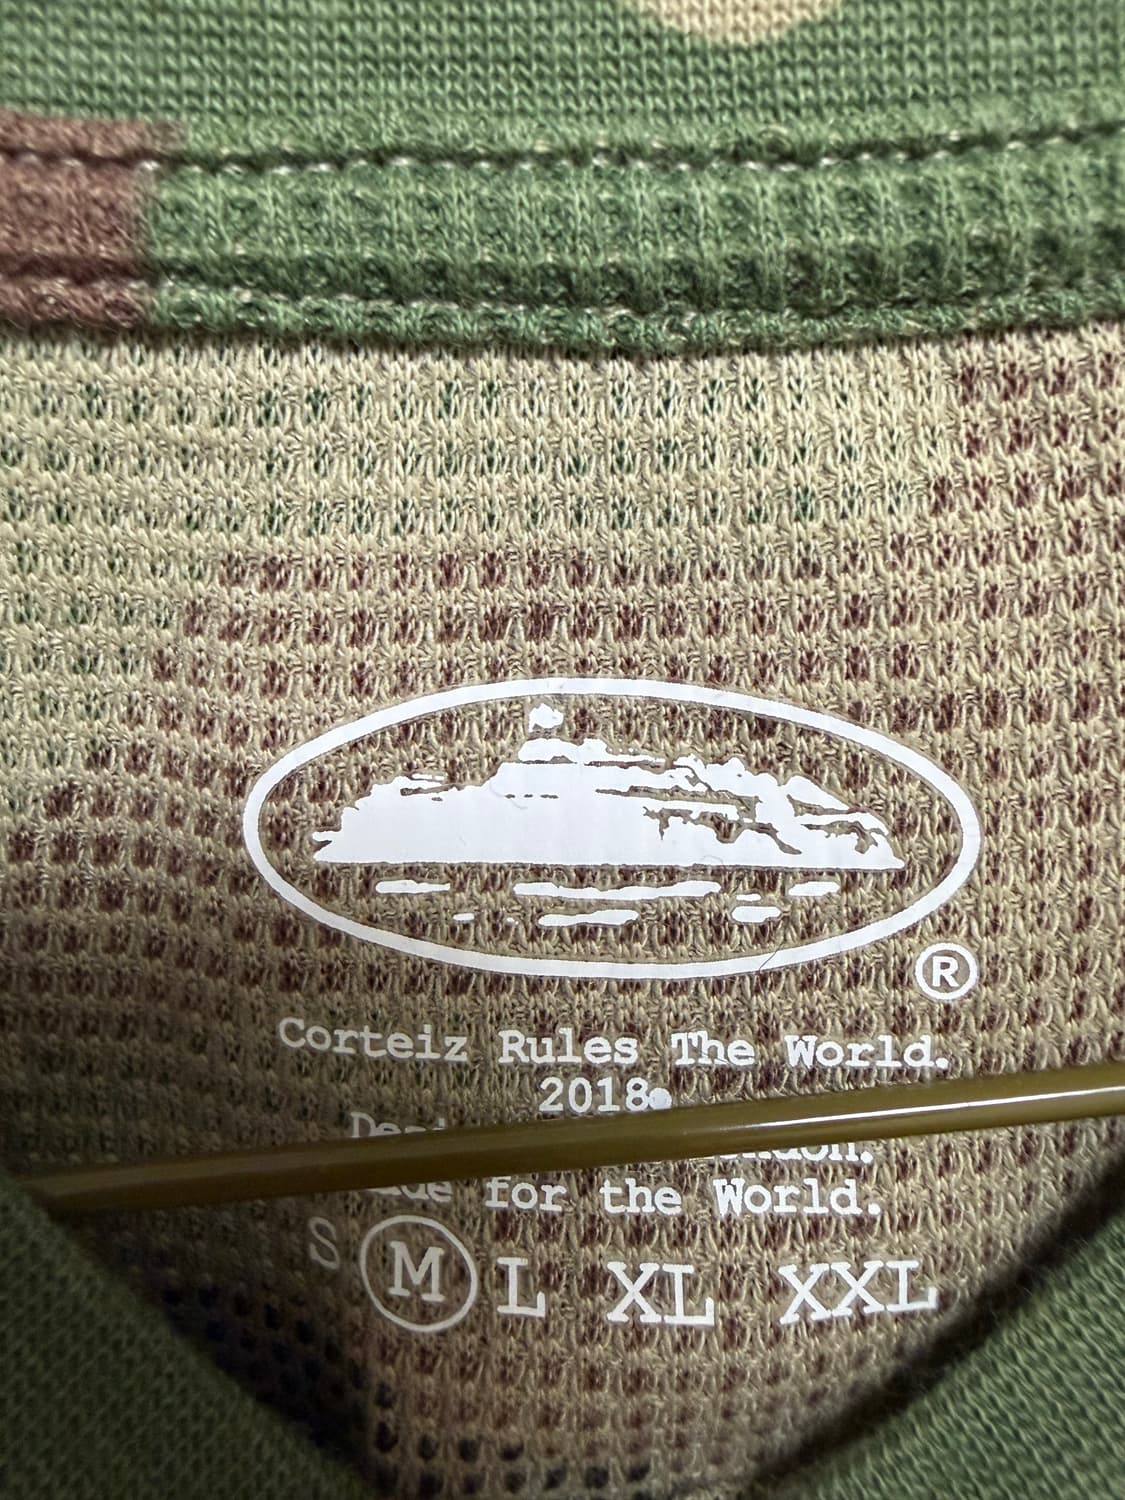 ®
Corteiz Rules The World.
2018
for the World.
S M L XL XXL